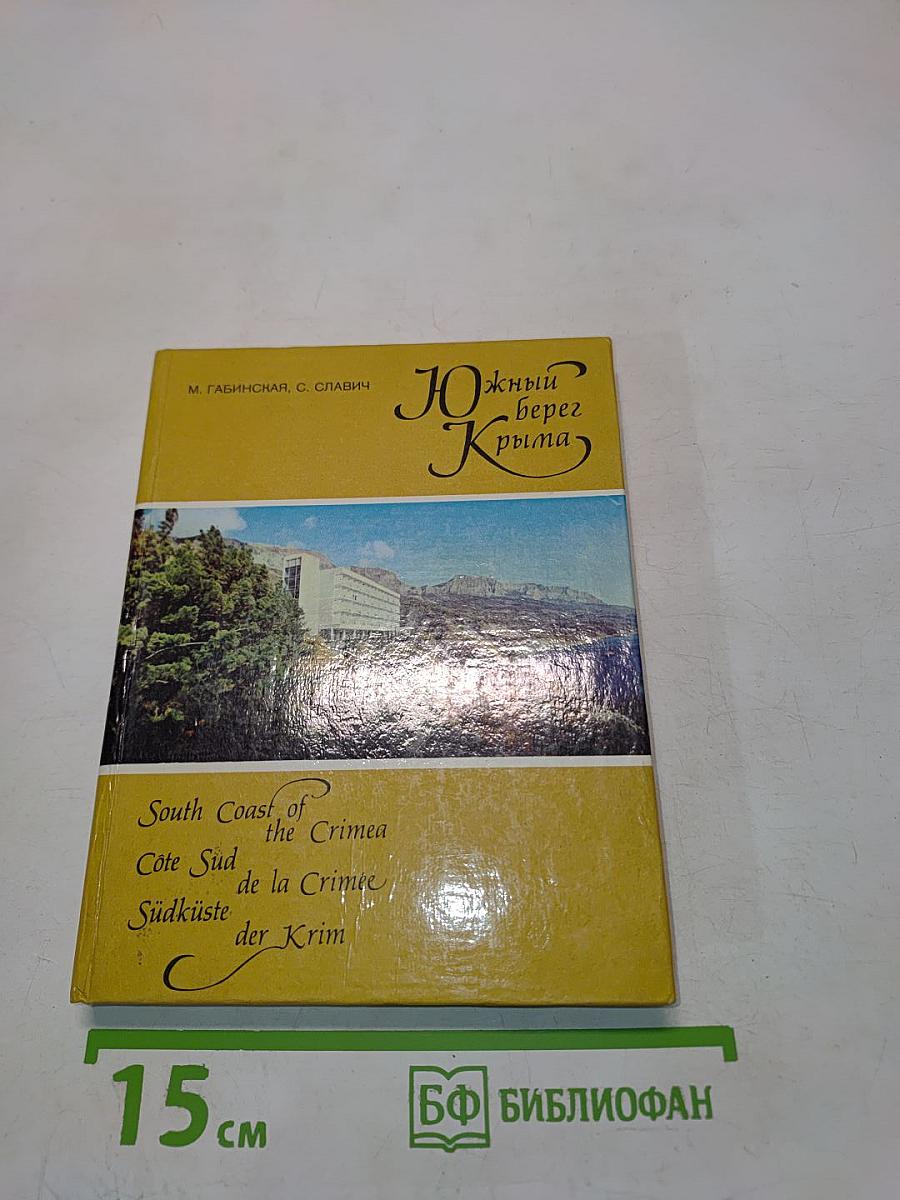 М. ГАБИНСКАЯ, С. СЛАВИЧ
Южный
берег
Крыма
South Coast of
the Crimea
Côte Sud
de la Crimée
Südküste
der Krim
15 см
БФ БИБЛИОФАН